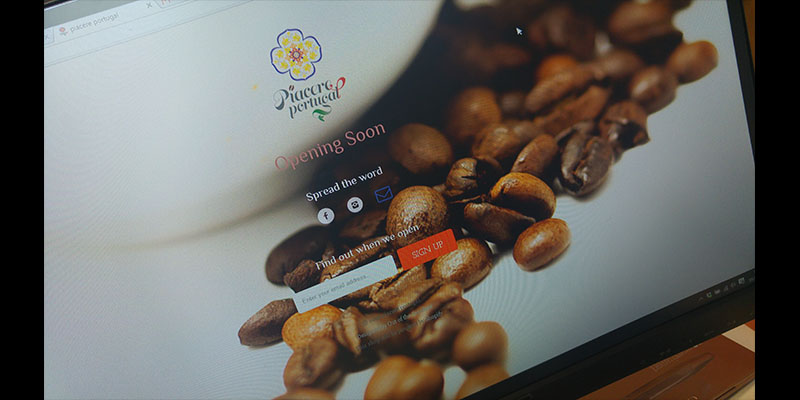 piacere portugal
Piacere
portugal
Opening Soon
Spread the word
f
Find out when we open
Enter your email address...
SIGN UP